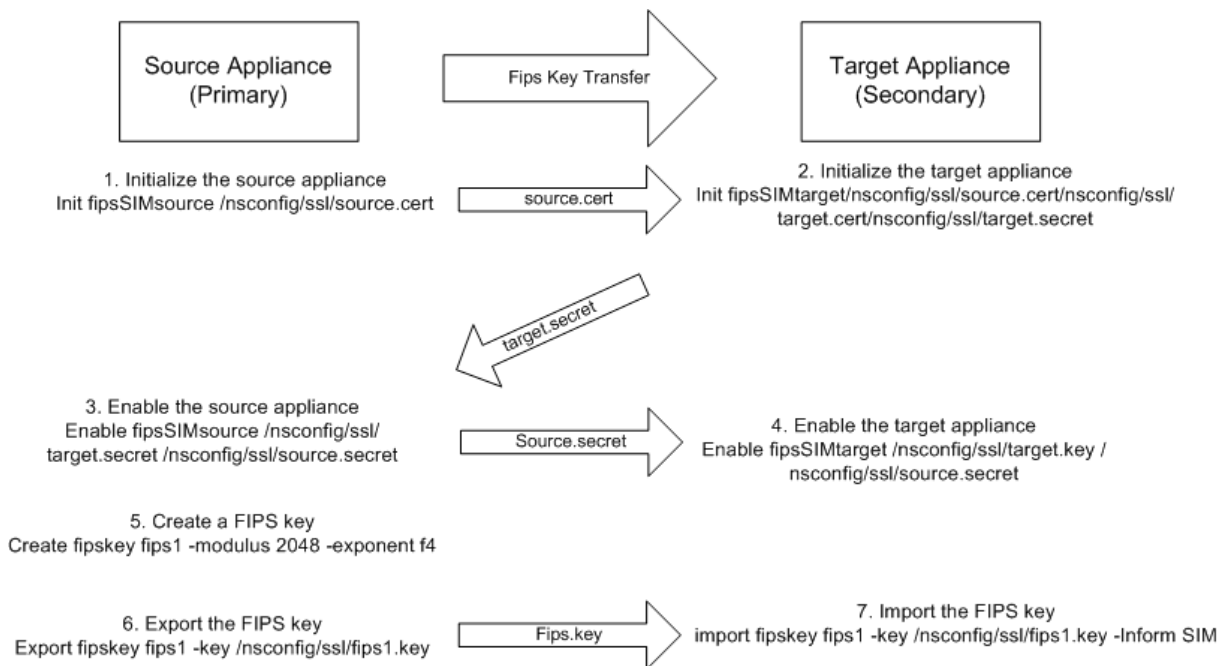 Source Appliance
(Primary)
Fips Key Transfer
Target Appliance
(Secondary)
1. Initialize the source appliance
Init fipsSIMsource /nsconfig/ssl/source.cert
source.cert
2. Initialize the target appliance
Init fipsSIMtarget/nsconfig/ssl/source.cert/nsconfig/ssl/
target.cert/nsconfig/ssl/target.secret
target.secret
3. Enable the source appliance
Enable fipsSIMsource /nsconfig/ssl/
target.secret /nsconfig/ssl/source.secret
Source.secret
4. Enable the target appliance
Enable fipsSIMtarget /nsconfig/ssl/target.key /
nsconfig/ssl/source.secret
5. Create a FIPS key
Create fipskey fips1 -modulus 2048 -exponent f4
6. Export the FIPS key
Export fipskey fips1 -key /nsconfig/ssl/fips1.key
Fips.key
7. Import the FIPS key
import fipskey fips1 -key /nsconfig/ssl/fips1.key -Inform SIM